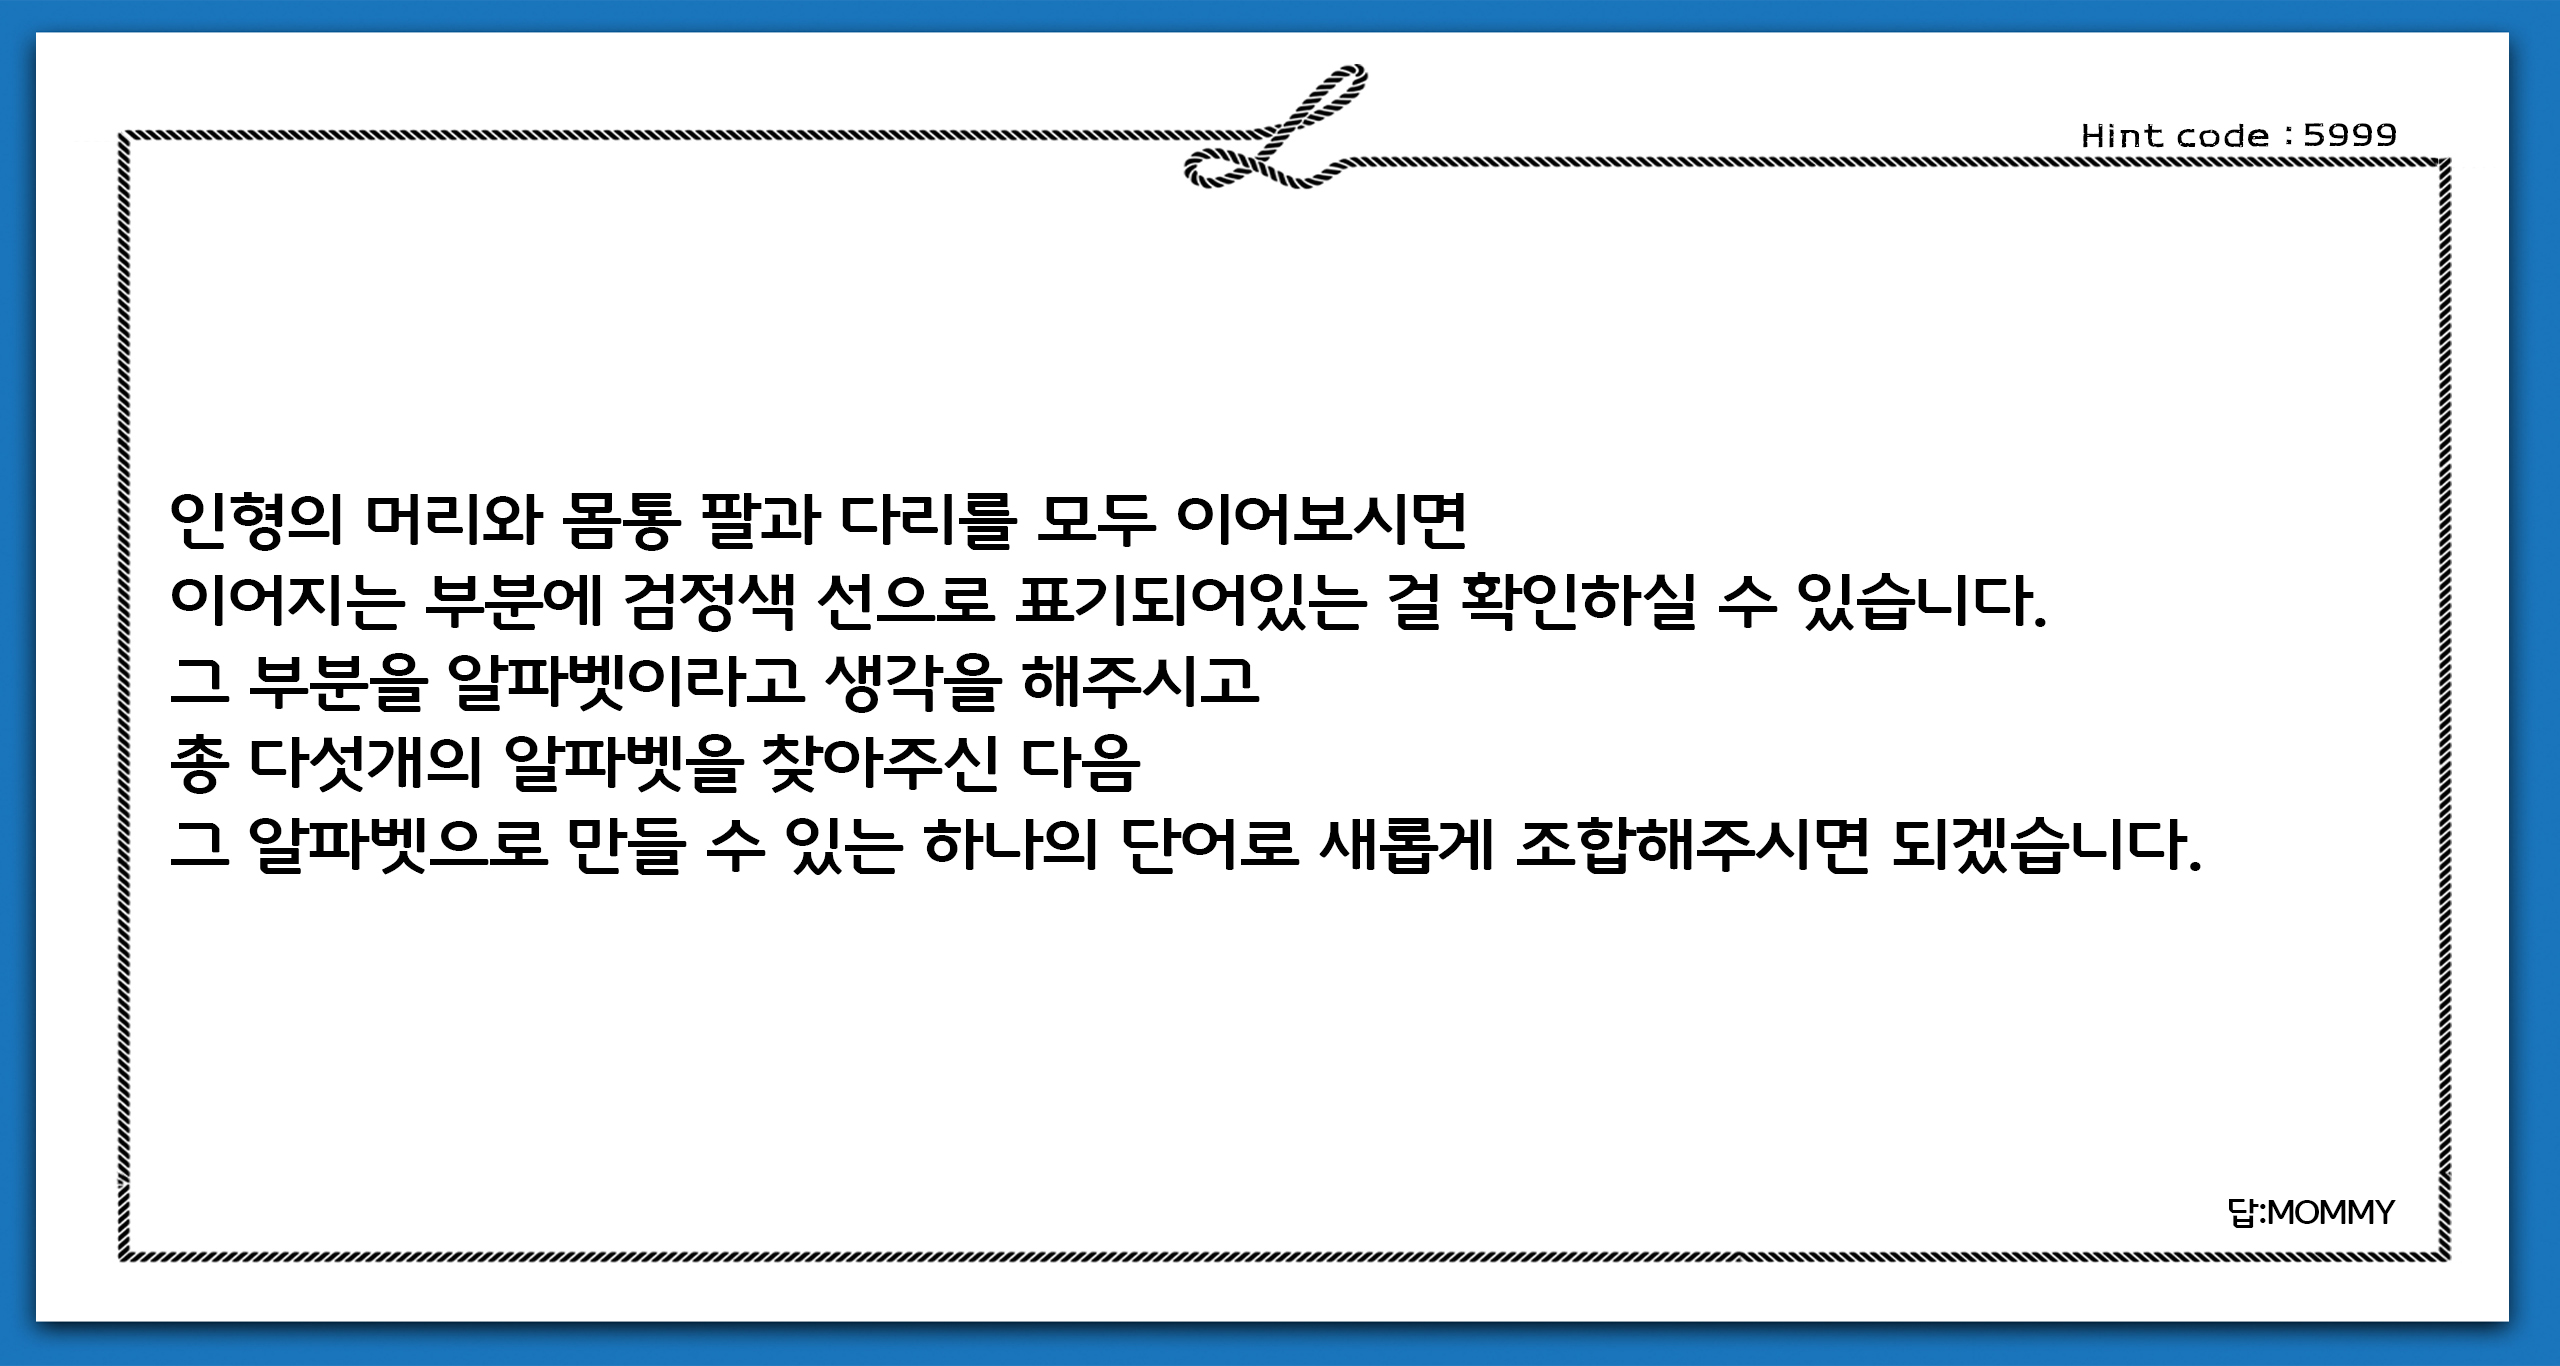 Hint code : 5999
인형의 머리와 몸통 팔과 다리를 모두 이어보시면
이어지는 부분에 검정색 선으로 표기되어있는 걸 확인하실 수 있습니다.
그 부분을 알파벳이라고 생각을 해주시고
총 다섯개의 알파벳을 찾아주신 다음
그 알파벳으로 만들 수 있는 하나의 단어로 새롭게 조합해주시면 되겠습니다.
답:MOMMY